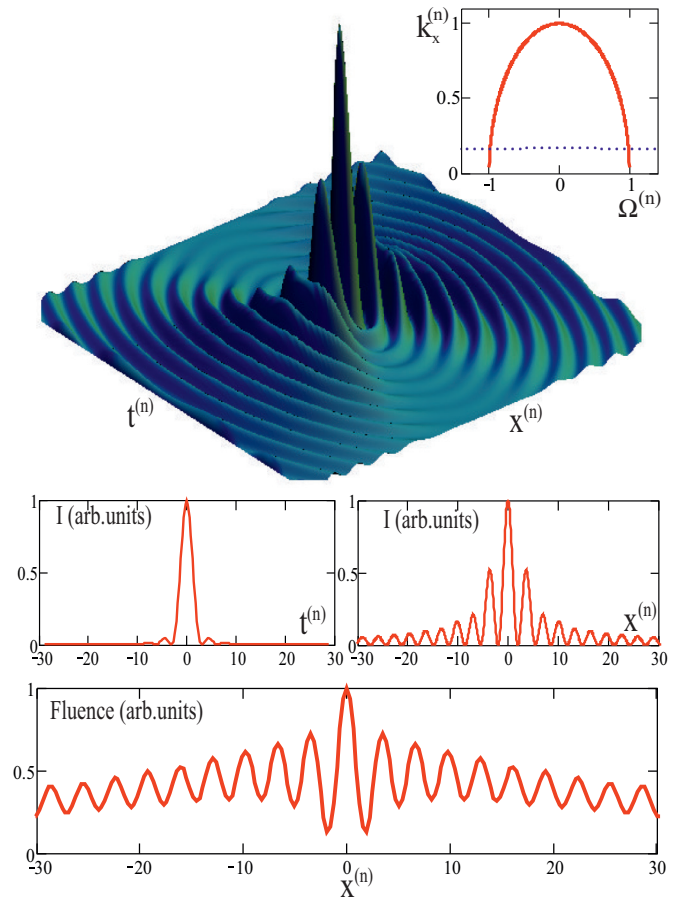 k_x^(n)
1
0.5
0
-1 0 1
Ω^(n)
t^(n)
x^(n)
1
I (arb.units)
0.5
0
-30 -20 -10 0 10 20 30
t^(n)
1
I (arb.units)
0.5
0
-30 -20 -10 0 10 20 30
x^(n)
1
Fluence (arb.units)
0.5
0
-30 -20 -10 0 10 20 30
x^(n)